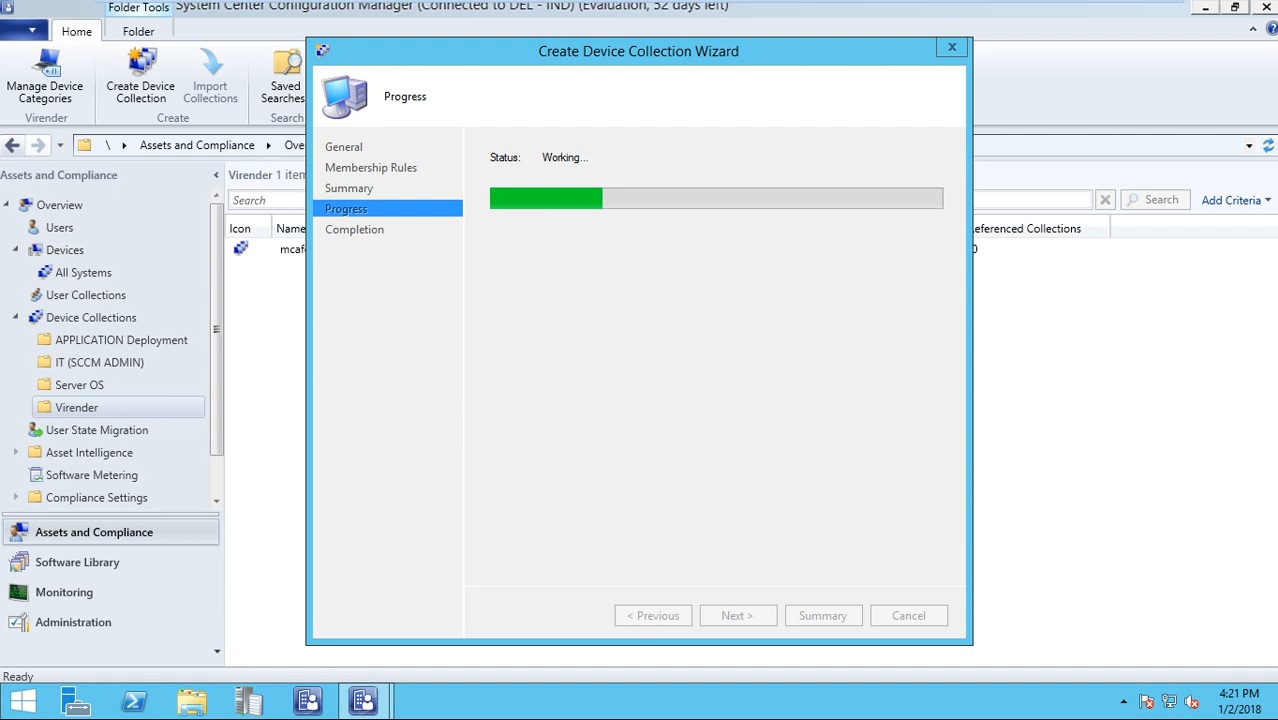 Folder Tools
System Center Configuration Manager (Connected to DEL - IND) (Evaluation, 52 days left)
Home
Folder
Manage Device Categories
Create Device Collection
Import Collections
Saved Searches
Virender
Create
Search
\
Assets and Compliance
Assets and Compliance
Virender 1 item
Search
Search
Add Criteria
Icon
Name
Referenced Collections
mcaf
0
Overview
Users
Devices
All Systems
User Collections
Device Collections
APPLICATION Deployment
IT (SCCM ADMIN)
Server OS
Virender
User State Migration
Asset Intelligence
Software Metering
Compliance Settings
Assets and Compliance
Software Library
Monitoring
Administration
Create Device Collection Wizard
Progress
General
Membership Rules
Summary
Progress
Completion
Status: Working...
< Previous
Next >
Summary
Cancel
Ready
4:21 PM
1/2/2018